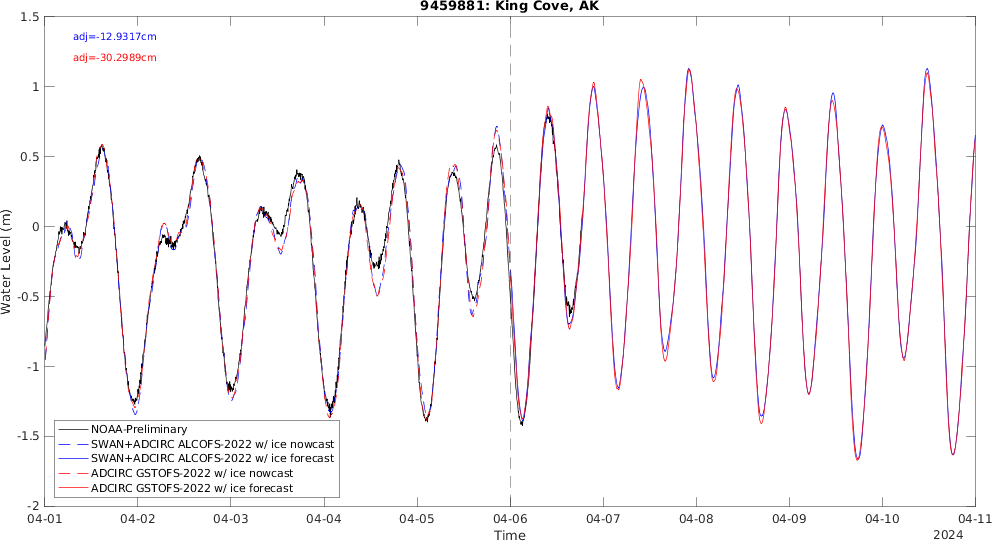 9459881: King Cove, AK
adj=-12.9317cm
adj=-30.2989cm
Water Level (m)
1.5
1
0.5
0
-0.5
-1
-1.5
-2
NOAA-Preliminary
SWAN+ADCIRC ALCOFS-2022 w/ ice nowcast
SWAN+ADCIRC ALCOFS-2022 w/ ice forecast
ADCIRC GSTOFS-2022 w/ ice nowcast
ADCIRC GSTOFS-2022 w/ ice forecast
04-01 04-02 04-03 04-04 04-05 04-06 04-07 04-08 04-09 04-10 04-11
Time
2024